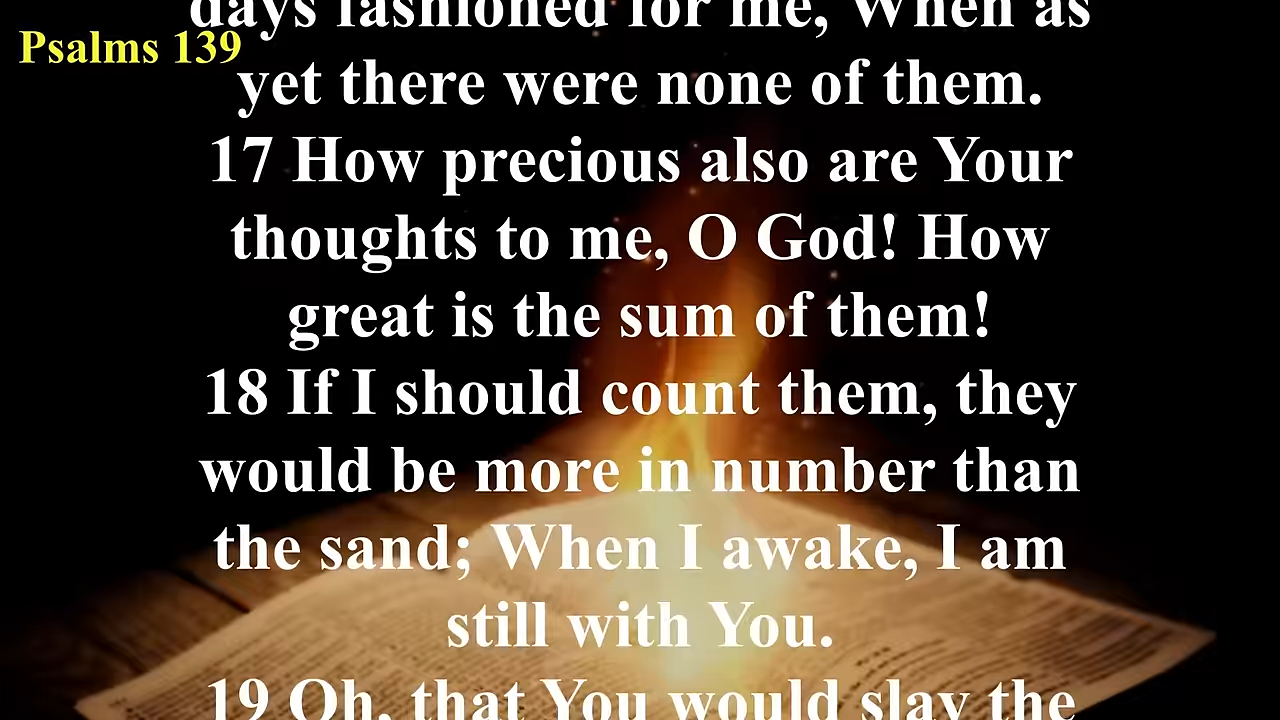 days fashioned for me, When as
Psalms 139
yet there were none of them.
17 How precious also are Your
thoughts to me, O God! How
great is the sum of them!
18 If I should count them, they
would be more in number than
the sand; When I awake, I am
still with You.
19 Oh, that You would slay the